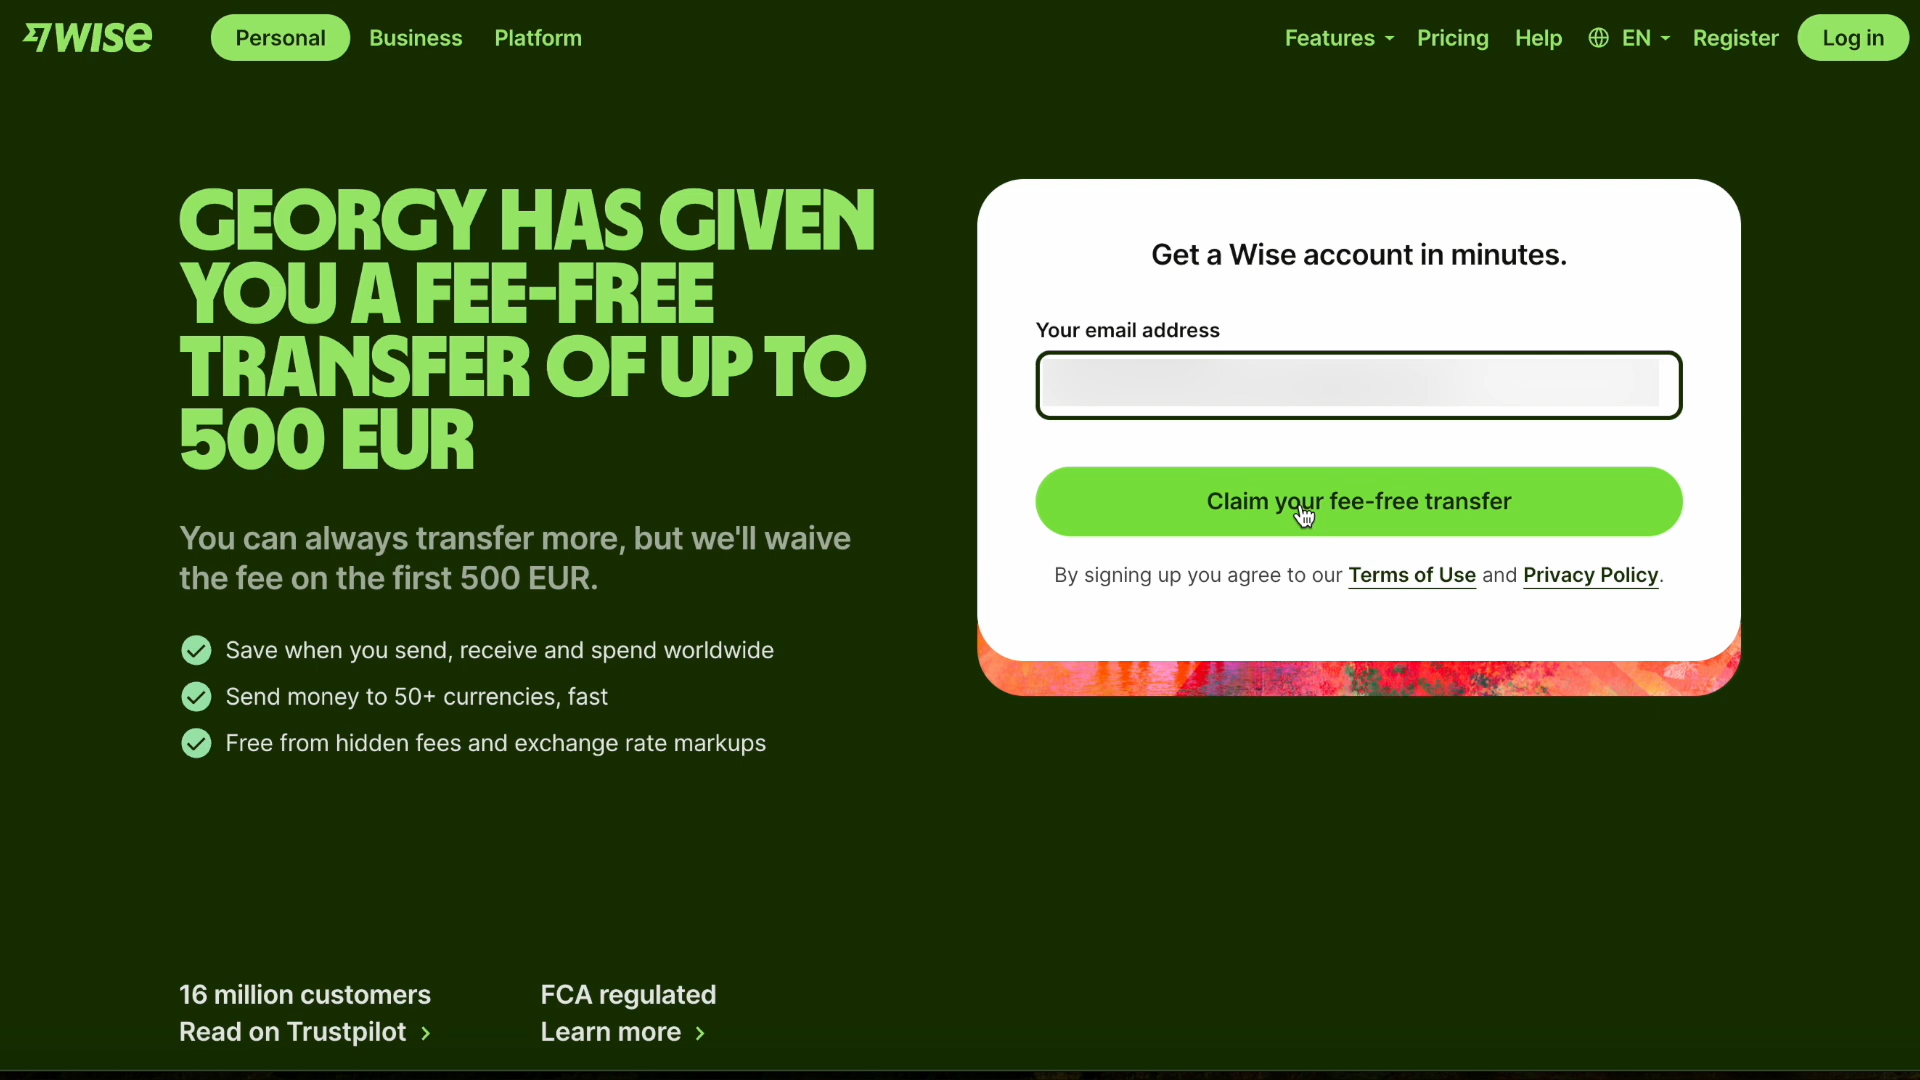 WISE
Personal
Business
Platform
Features
Pricing
Help
EN
Register
Log in
GEORGY HAS GIVEN
YOU A FEE-FREE
TRANSFER OF UP TO
500 EUR
You can always transfer more, but we'll waive
the fee on the first 500 EUR.
Save when you send, receive and spend worldwide
Send money to 50+ currencies, fast
Free from hidden fees and exchange rate markups
Get a Wise account in minutes.
Your email address
Claim your fee-free transfer
By signing up you agree to our Terms of Use and Privacy Policy.
16 million customers
Read on Trustpilot
FCA regulated
Learn more